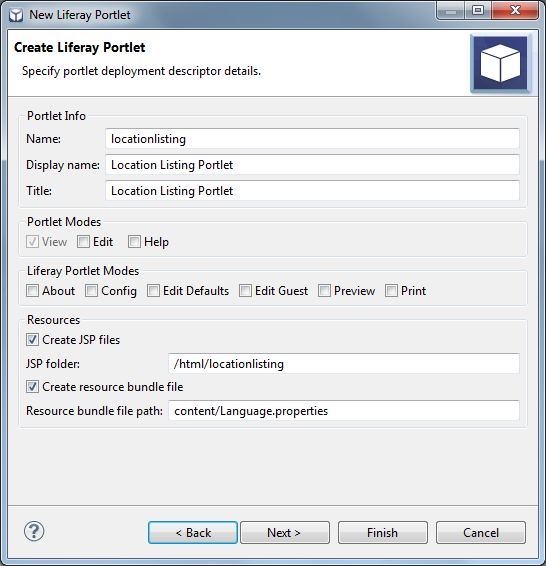 New Liferay Portlet
Create Liferay Portlet
Specify portlet deployment descriptor details.
Portlet Info
Name: locationlisting
Display name: Location Listing Portlet
Title: Location Listing Portlet
Portlet Modes
View Edit Help
Liferay Portlet Modes
About Config Edit Defaults Edit Guest Preview Print
Resources
Create JSP files
JSP folder: /html/locationlisting
Create resource bundle file
Resource bundle file path: content/Language.properties
? < Back Next > Finish Cancel